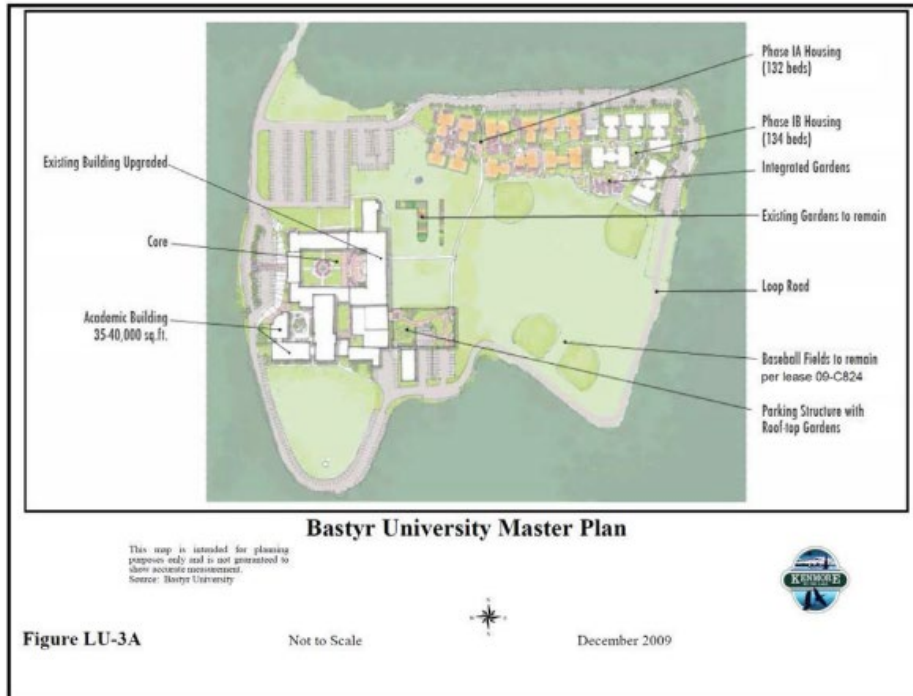 Phase IA Housing
(132 beds)
Phase IB Housing
(134 beds)
Existing Building Upgraded
Integrated Gardens
Existing Gardens to remain
Core
Loop Road
Academic Building
35-40,000 sq.ft.
Baseball Fields to remain
per lease 09-C824
Parking Structure with
Roof-top Gardens
Bastyr University Master Plan
This map is intended for planning
purposes only and is not guaranteed to
show accurate measurement.
Source: Bastyr University
KENMORE
Figure LU-3A
Not to Scale
December 2009